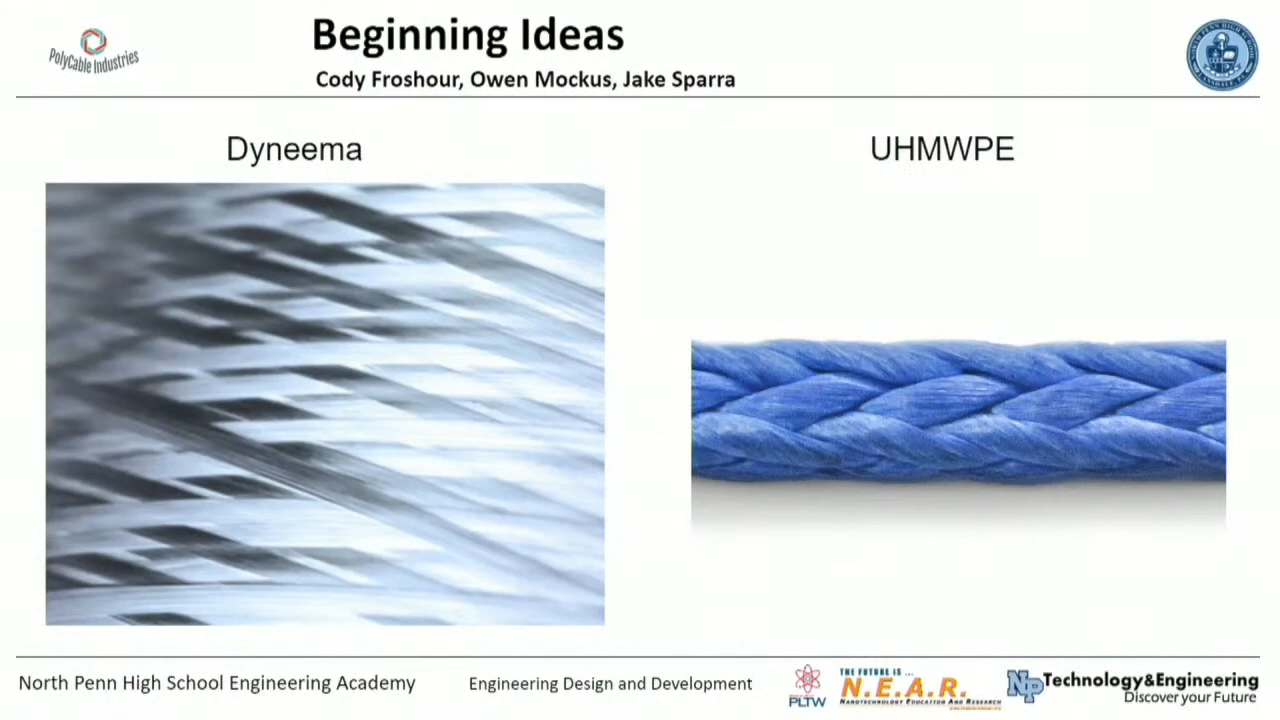 Beginning Ideas
PolyCable Industries
Cody Froshour, Owen Mockus, Jake Sparra
Dyneema
UHMWPE
North Penn High School Engineering Academy
Engineering Design and Development
PLTW
THE FUTURE IS ...
N.E.A.R.
NANOTECHNOLOGY EDUCATION AND RESEARCH
NP Technology&Engineering
Discover your Future